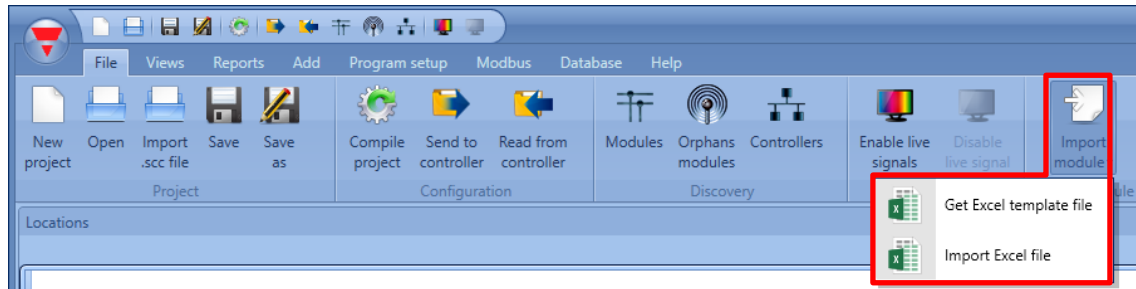 File Views Reports Add Program setup Modbus Database Help
New project Open Import .scc file Save Save as Compile project Send to controller Read from controller Modules Orphans modules Controllers Enable live signals Disable live signal Import module
Project Configuration Discovery
Locations
Get Excel template file
Import Excel file